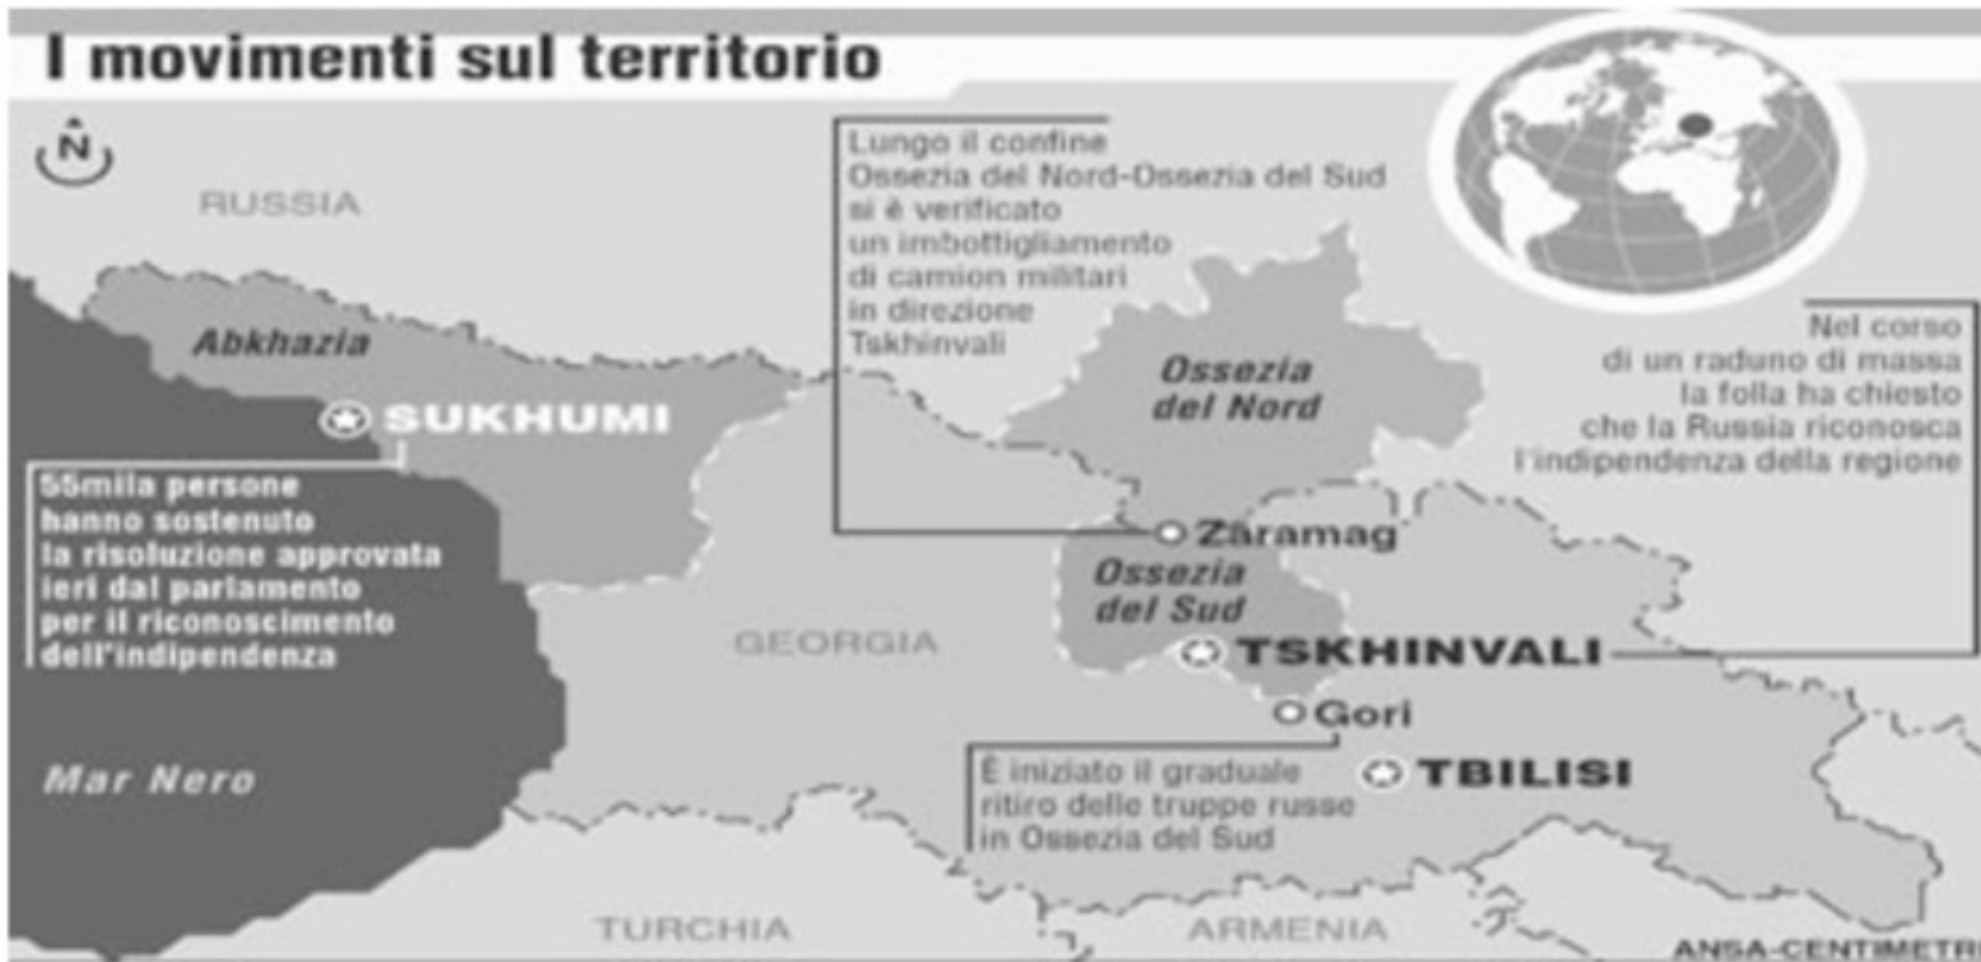 I movimenti sul territorio
N
RUSSIA
Lungo il confine
Ossezia del Nord-Ossezia del Sud
si è verificato
un imbottigliamento
di camion militari
in direzione
Tskhinvali
Nel corso
di un raduno di massa
la folla ha chiesto
che la Russia riconosca
l'indipendenza della regione
Abkhazia
SUKHUMI
Ossezia
del Nord
55mila persone
hanno sostenuto
la risoluzione approvata
ieri dal parlamento
per il riconoscimento
dell'indipendenza
Zaramag
Ossezia
del Sud
GEORGIA
TSKHINVALI
Gori
Mar Nero
È iniziato il graduale
ritiro delle truppe russe
in Ossezia del Sud
TBILISI
TURCHIA
ARMENIA
ANSA-CENTIMETRI